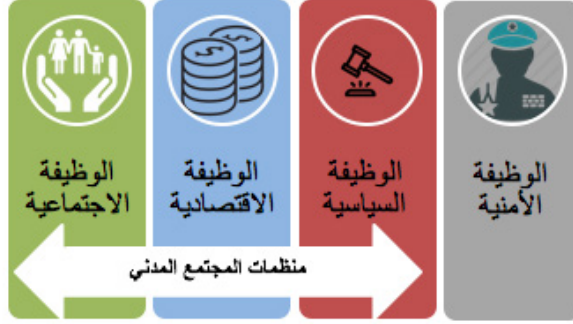 الوظيفة
الأمنية
الوظيفة
السياسية
الوظيفة
الاقتصادية
الوظيفة
الاجتماعية
منظمات المجتمع المدني